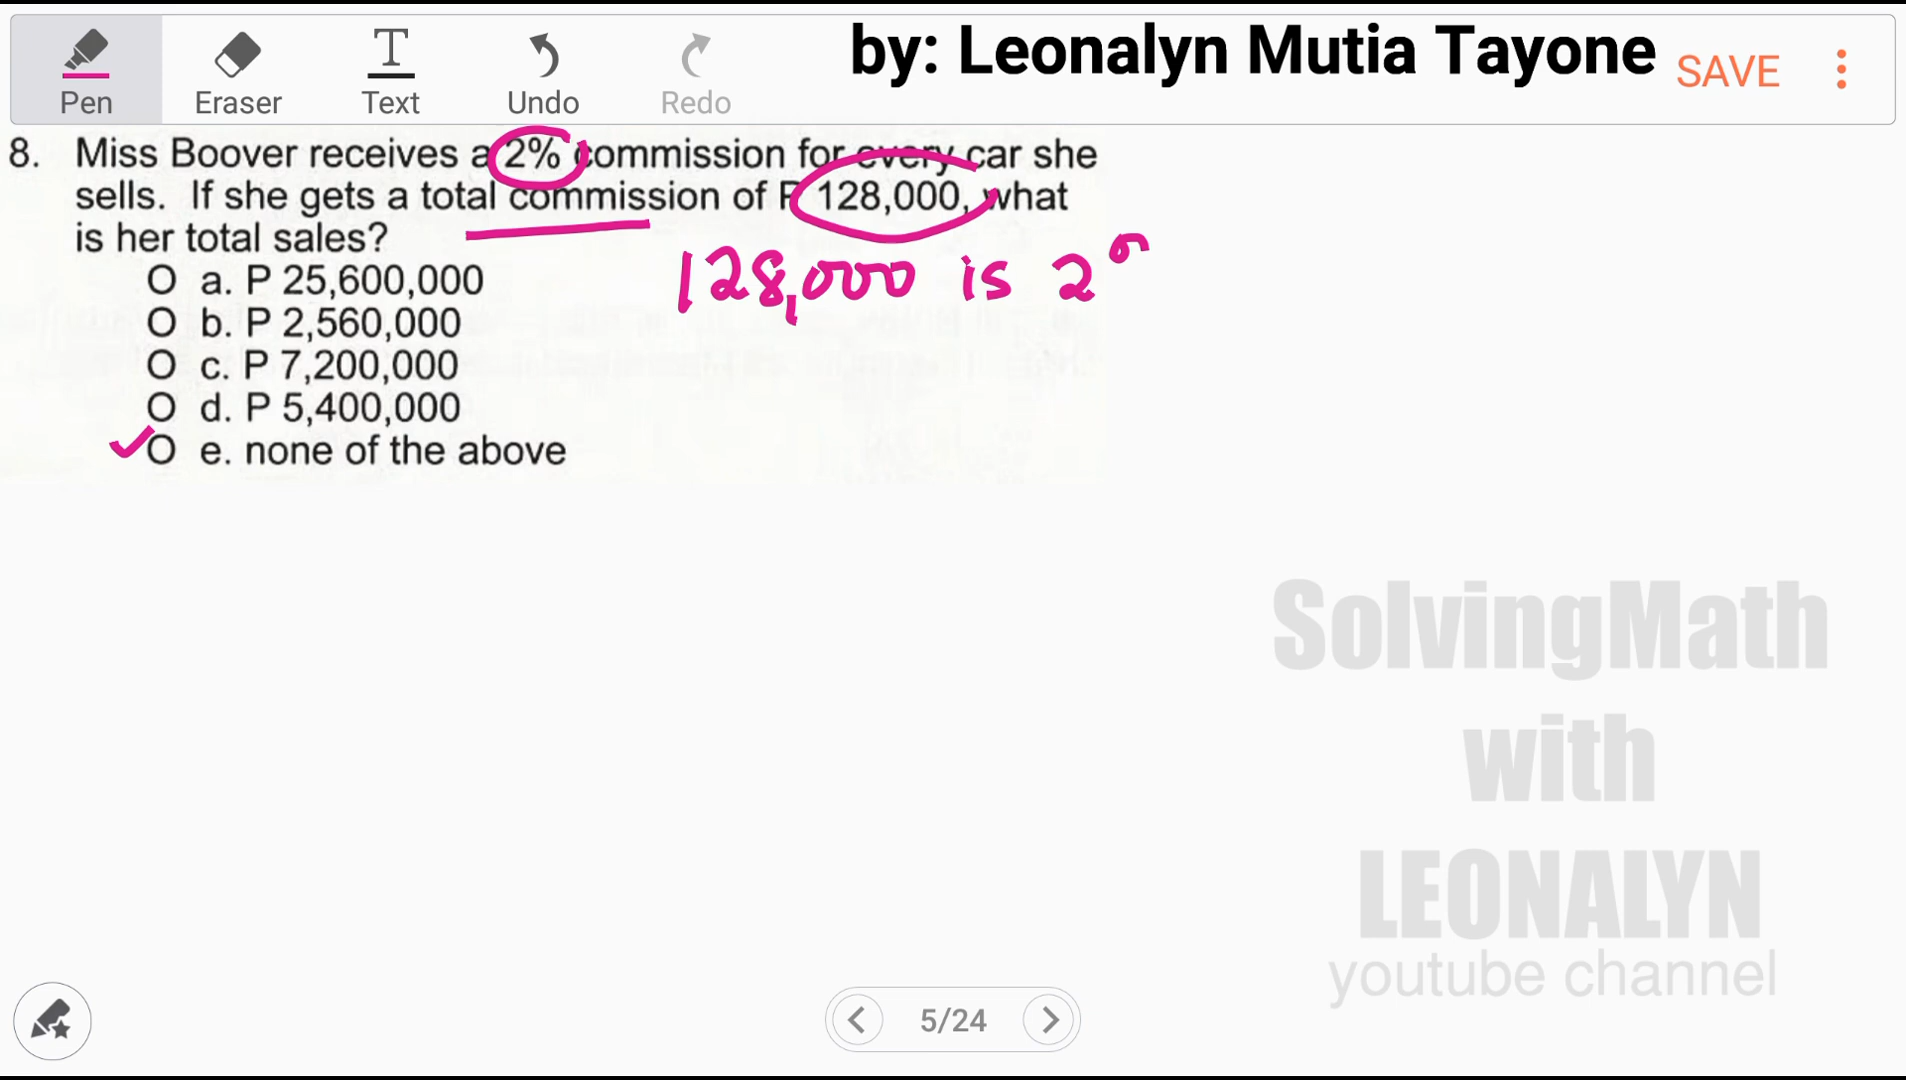 by: Leonalyn Mutia Tayone
SAVE
Pen
Eraser
Text
Undo
Redo
8. Miss Boover receives a 2% commission for every car she
sells. If she gets a total commission of P 128,000, what
is her total sales?
128,000 is 2
O a. P 25,600,000
O b. P 2,560,000
O c. P 7,200,000
O d. P 5,400,000
O e. none of the above
SolvingMath
with
LEONALYN
youtube channel
5/24